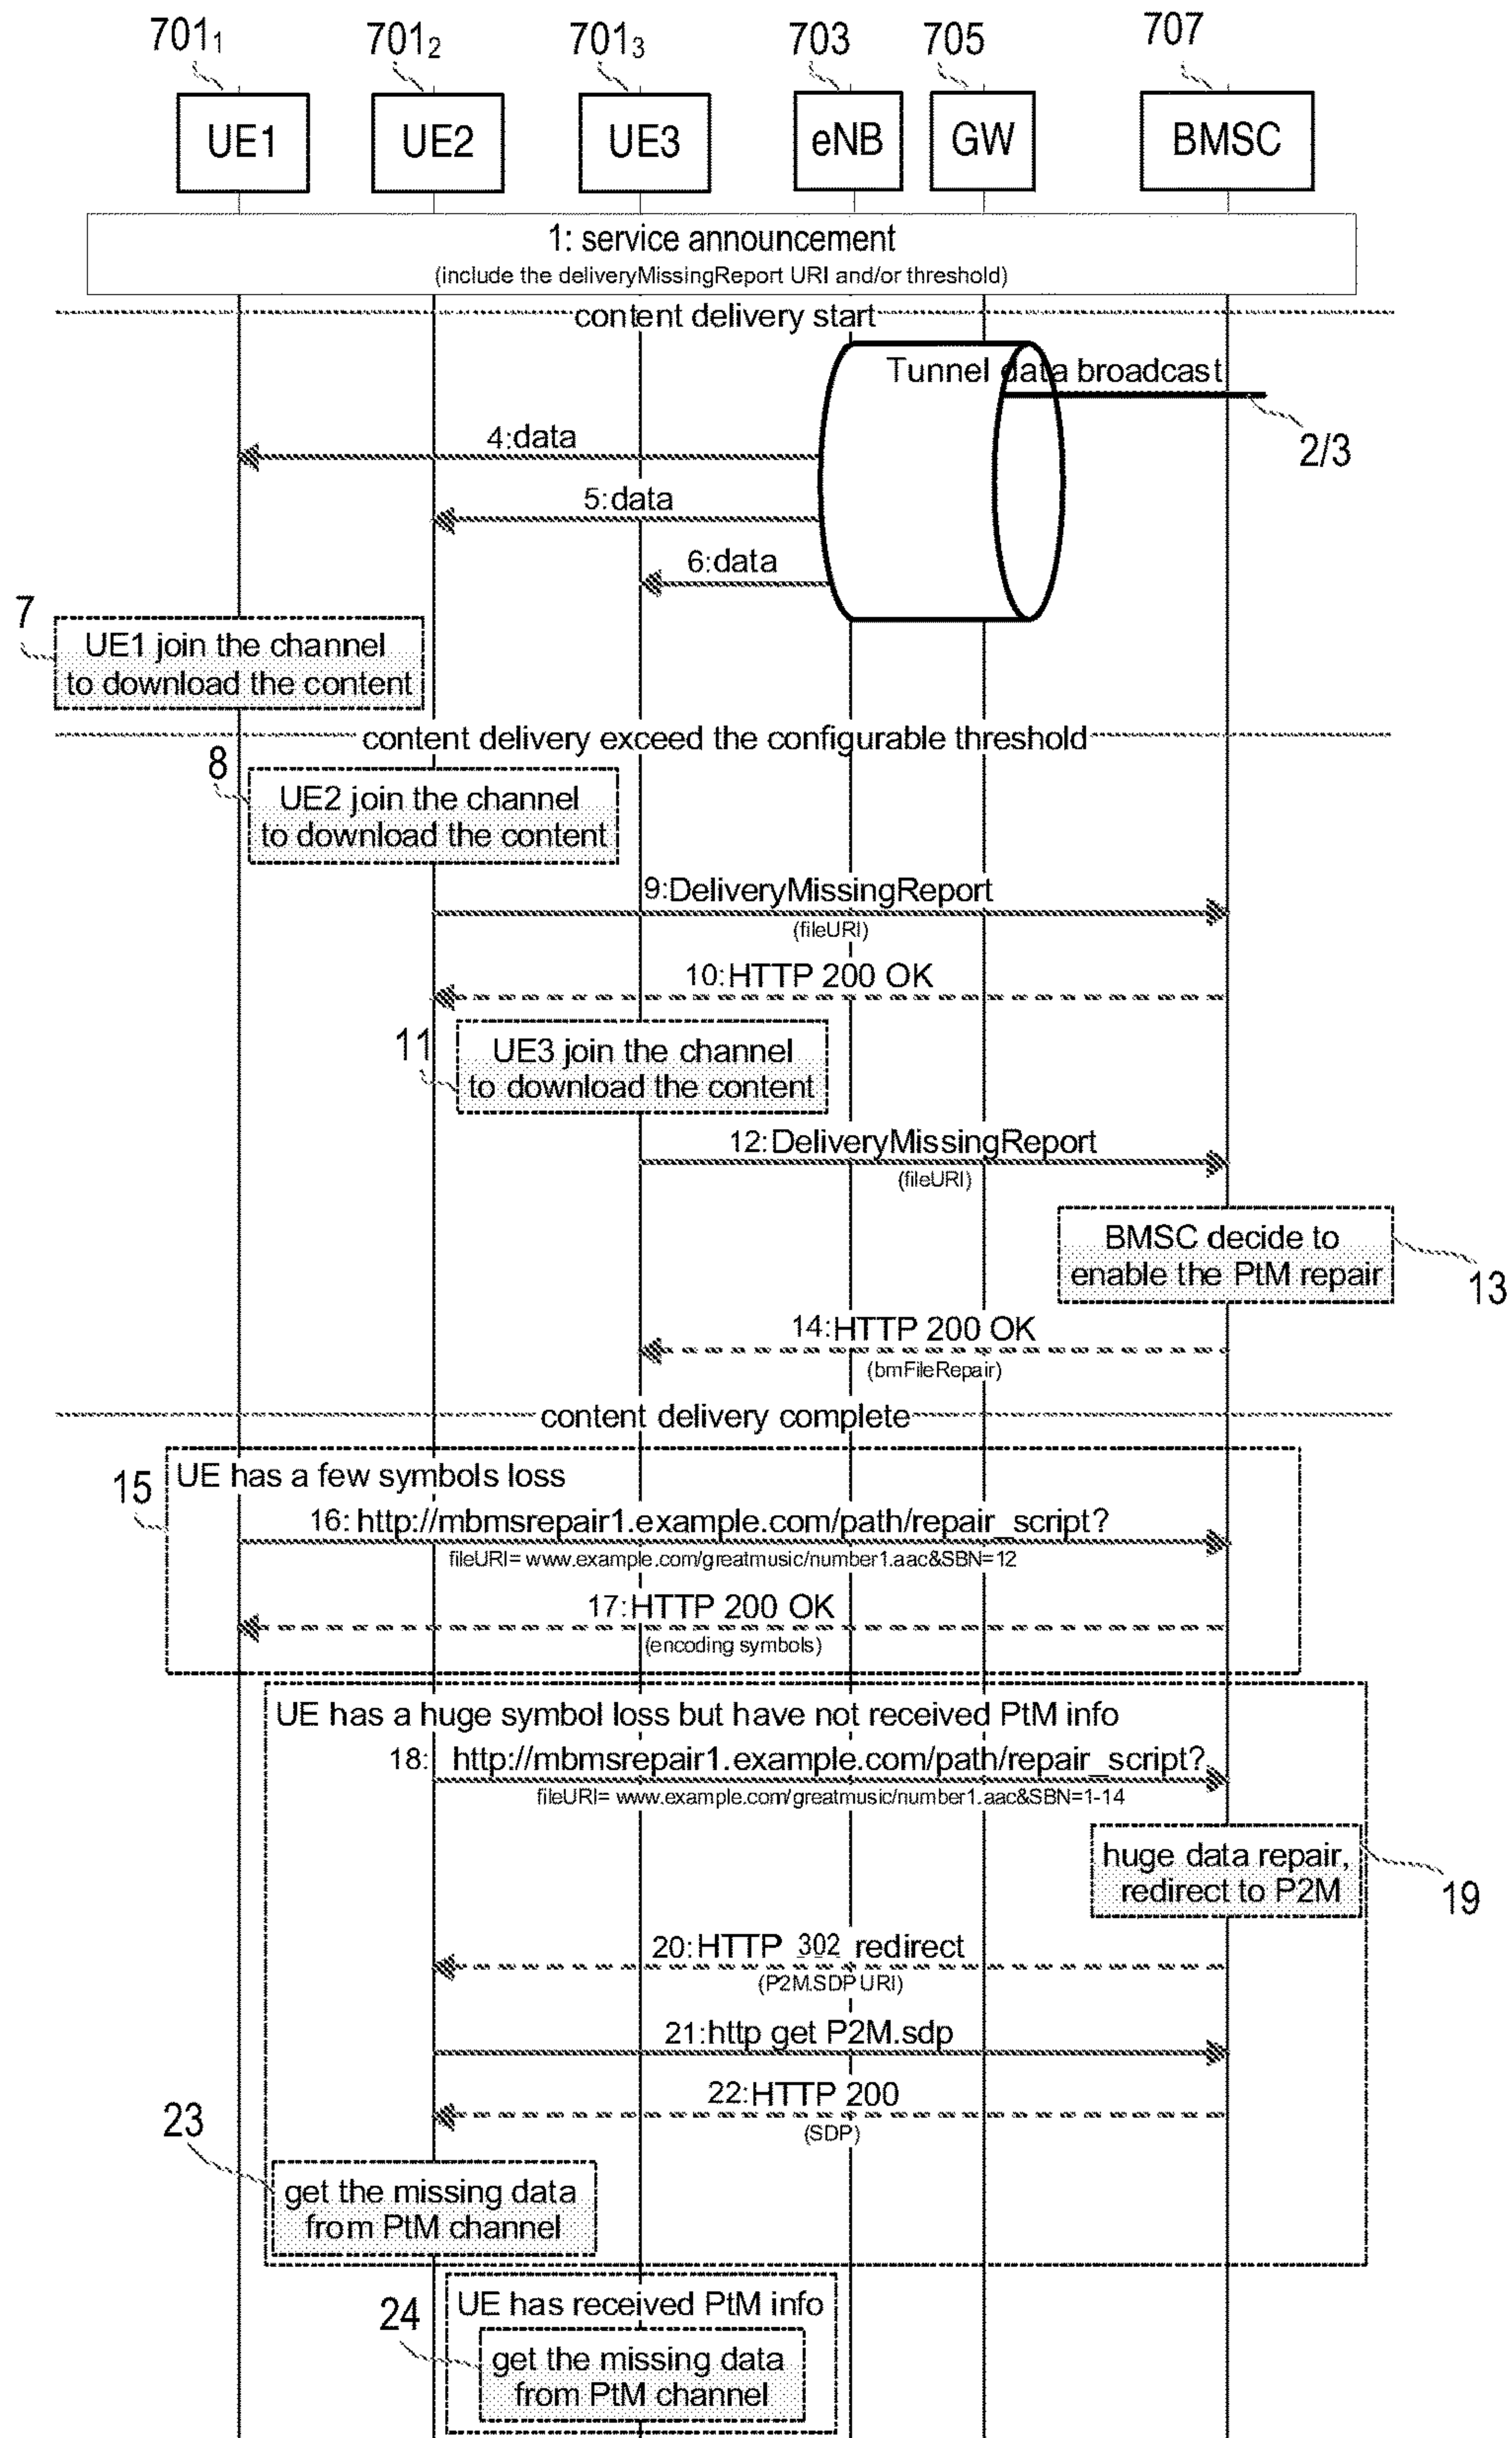 701₁ 701₂ 701₃ 703 705 707
UE1 UE2 UE3 eNB GW BMSC
1: service announcement
(include the deliveryMissingReport URI and/or threshold)
content delivery start
Tunnel data broadcast
2/3
4:data
5:data
6:data
7
UE1 join the channel
to download the content
content delivery exceed the configurable threshold
8
UE2 join the channel
to download the content
9:DeliveryMissingReport
(fileURI)
10:HTTP 200 OK
11
UE3 join the channel
to download the content
12:DeliveryMissingReport
(fileURI)
BMSC decide to
enable the PtM repair
13
14:HTTP 200 OK
(bmFileRepair)
content delivery complete
15
UE has a few symbols loss
16: http://mbmsrepair1.example.com/path/repair_script?
fileURI= www.example.com/greatmusic/number1.aac&SBN=12
17:HTTP 200 OK
(encoding symbols)
UE has a huge symbol loss but have not received PtM info
18: http://mbmsrepair1.example.com/path/repair_script?
fileURI= www.example.com/greatmusic/number1.aac&SBN=1-14
huge data repair,
redirect to P2M
19
20:HTTP 302 redirect
(P2M.SDP URI)
21:http get P2M.sdp
22:HTTP 200
(SDP)
23
get the missing data
from PtM channel
UE has received PtM info
24
get the missing data
from PtM channel